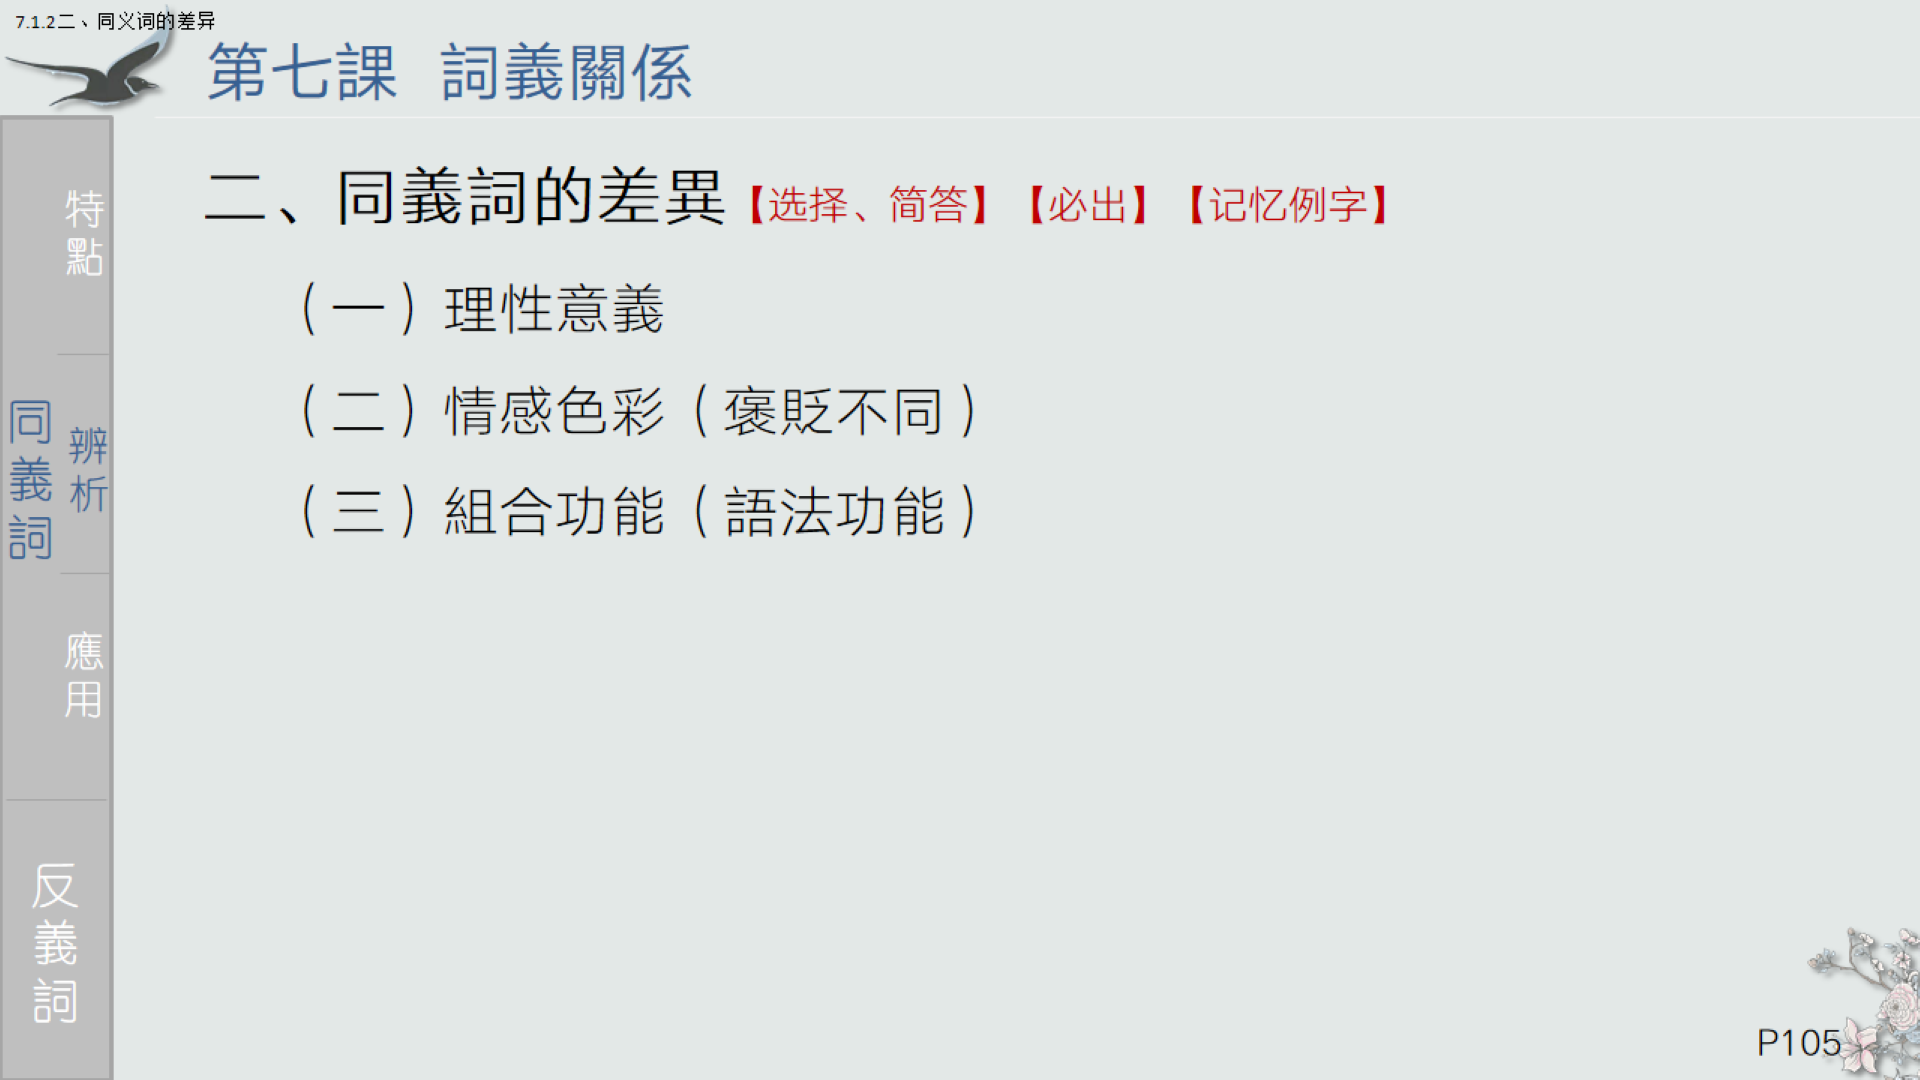 7.1.2二、同义词的差异
第七課 詞義關係
二、同義詞的差異【选择、简答】【必出】【记忆例字】
（一）理性意義
（二）情感色彩（褒貶不同）
（三）組合功能（語法功能）
同義詞
特點
辨析
應用
反義詞
P105